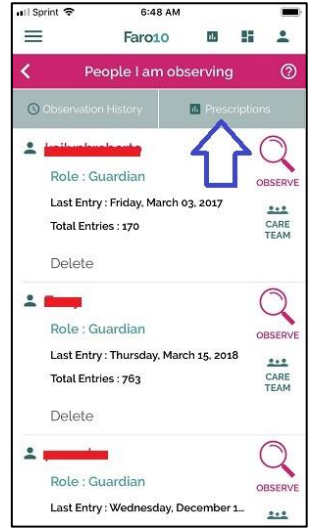 Sprint 6:48 AM
Faro10
People I am observing
Observation History Prescriptions
OBSERVE
Role : Guardian
Last Entry : Friday, March 03, 2017
Total Entries : 170
CARE
TEAM
Delete
OBSERVE
Role : Guardian
Last Entry : Thursday, March 15, 2018
Total Entries : 763
CARE
TEAM
Delete
OBSERVE
Role : Guardian
Last Entry : Wednesday, December 1...